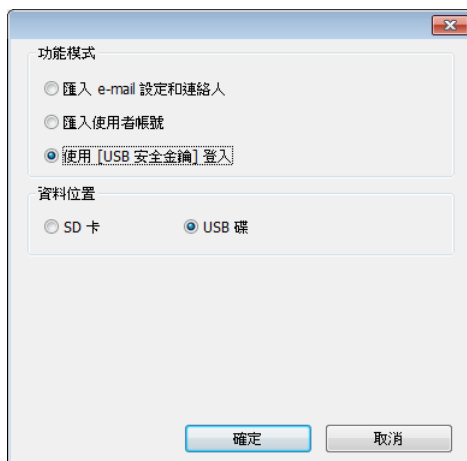 功能模式
匯入 e-mail 設定和連絡人
匯入使用者帳號
使用 [USB 安全金鑰] 登入
資料位置
SD 卡 USB 碟
確定 取消